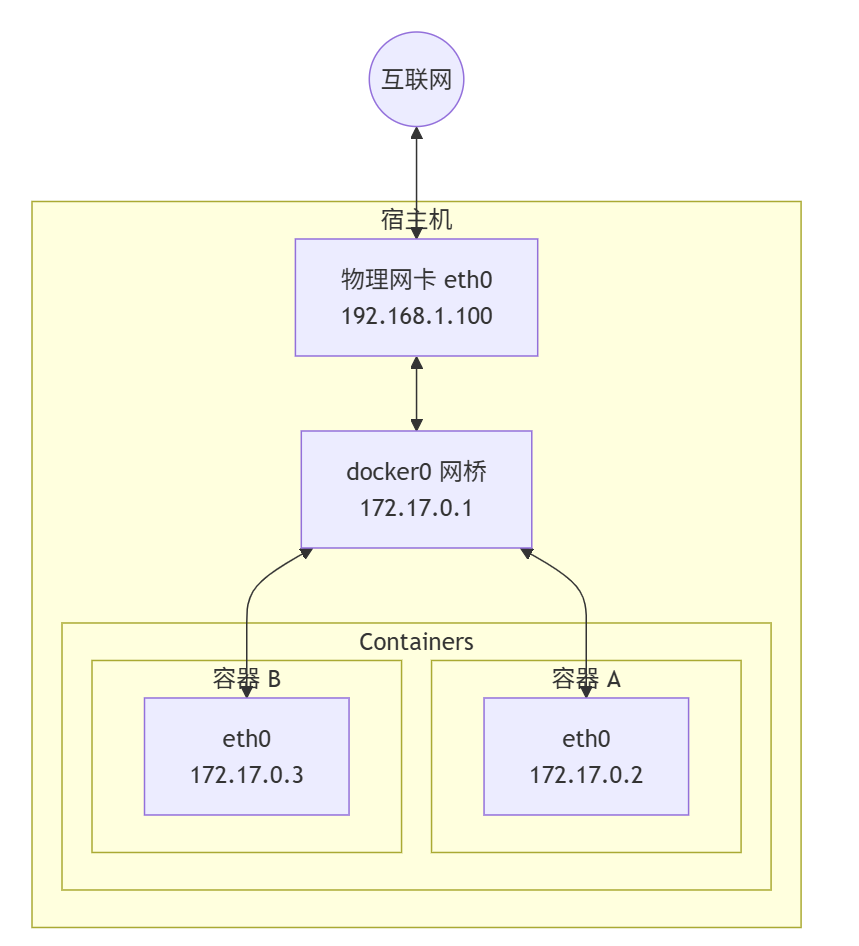 互联网
宿主机
物理网卡 eth0
192.168.1.100
docker0 网桥
172.17.0.1
Containers
容器 B
容器 A
eth0
172.17.0.3
eth0
172.17.0.2